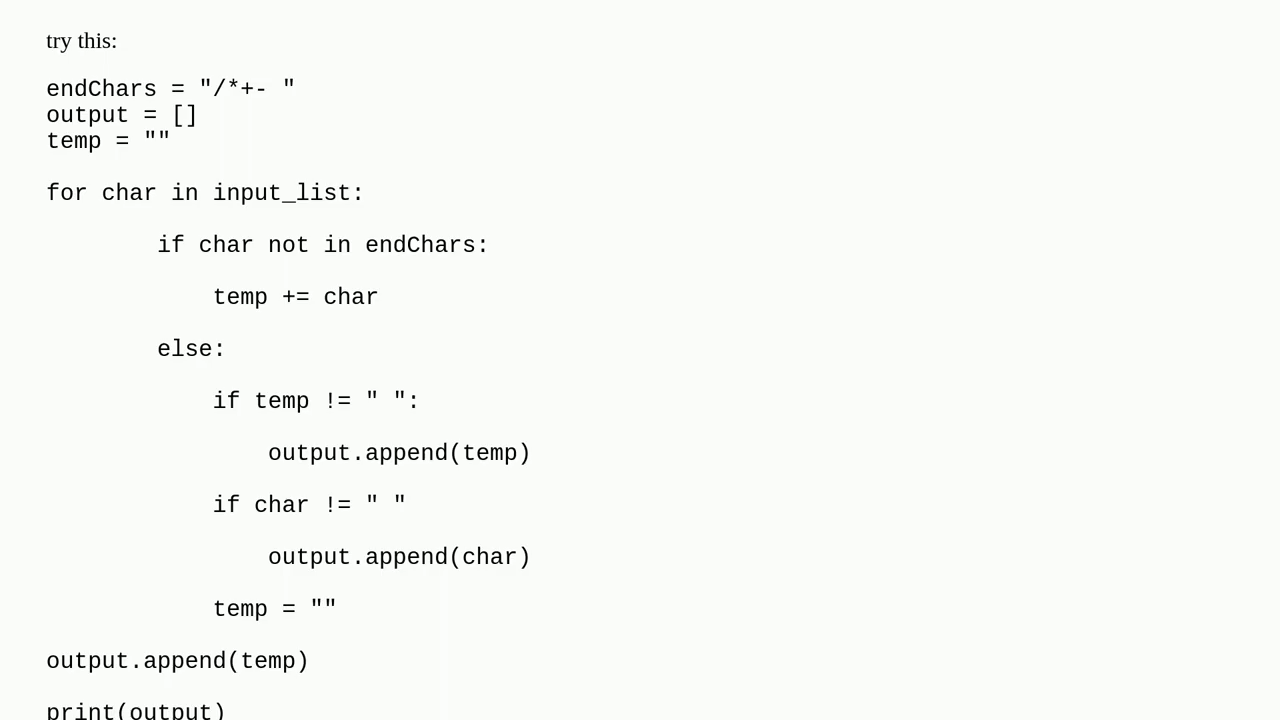 try this:
endChars = "/*+- "
output = []
temp = ""
for char in input_list:
if char not in endChars:
temp += char
else:
if temp != " ":
output.append(temp)
if char != " "
output.append(char)
temp = ""
output.append(temp)
print(output)